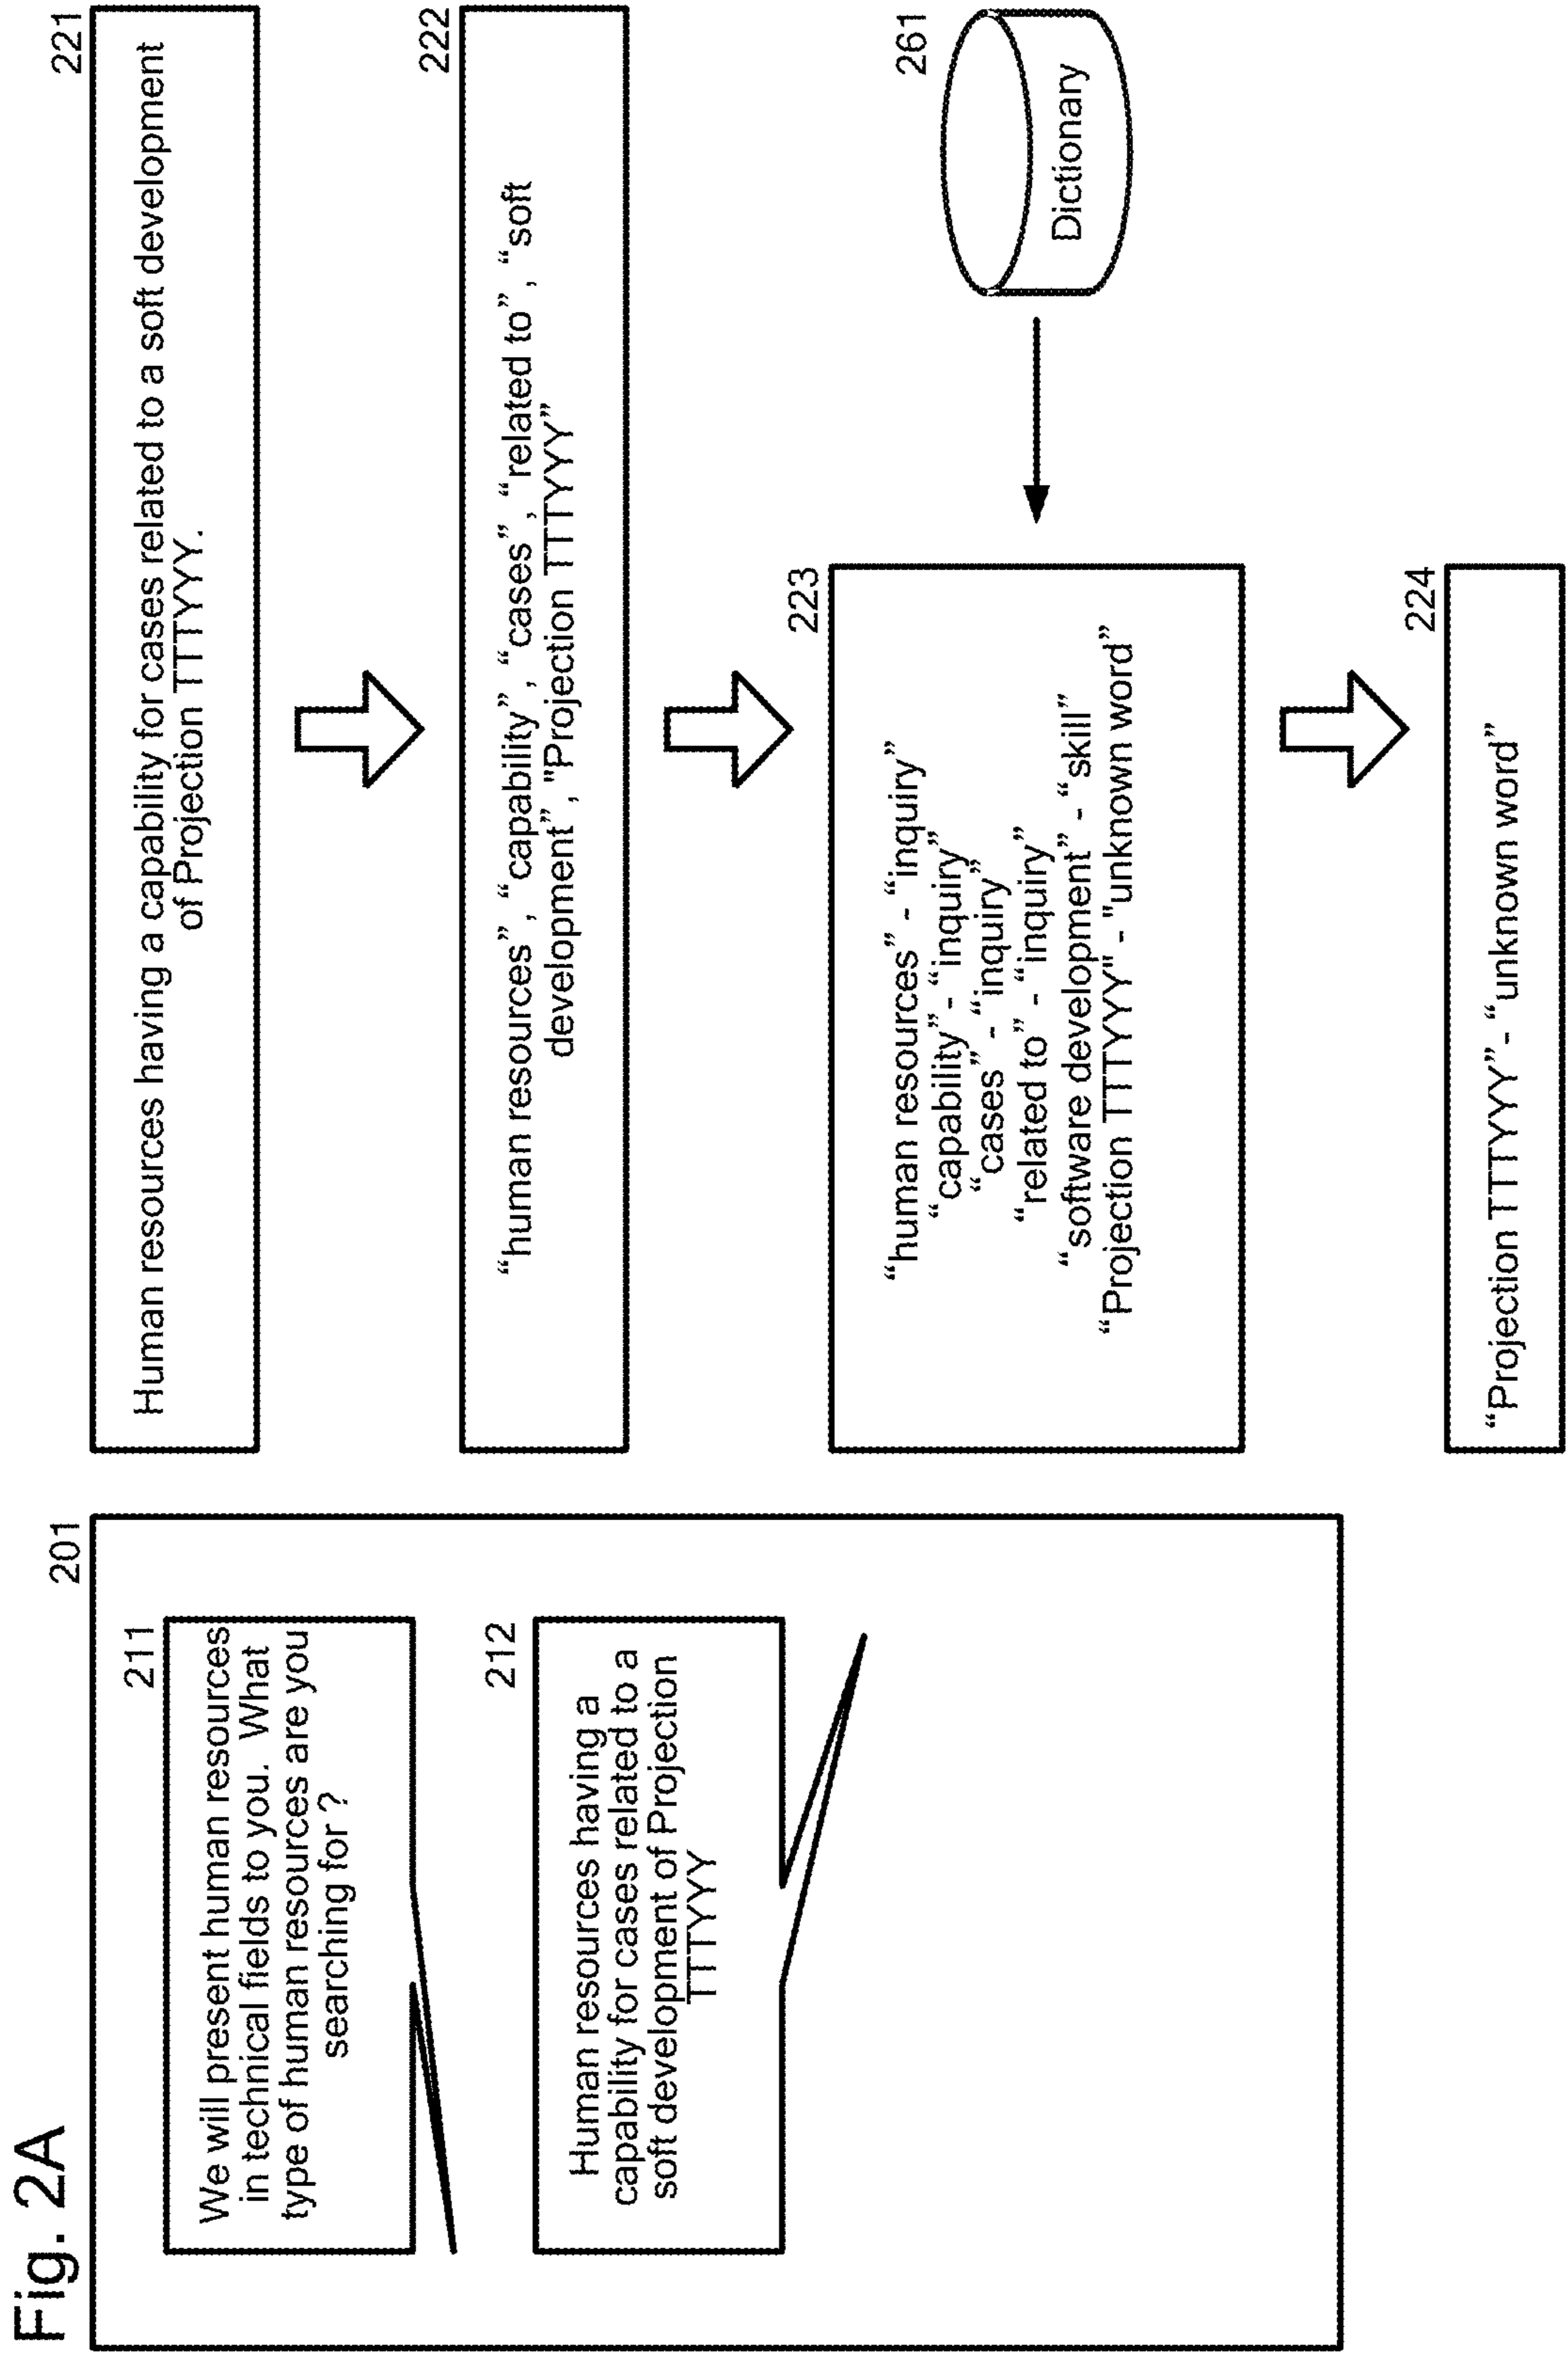 Fig. 2A
201
211
We will present human resources
in technical fields to you. What
type of human resources are you
searching for ?
212
Human resources having a
capability for cases related to a
soft development of Projection
TTTYYY
221
Human resources having a capability for cases related to a soft development
of Projection TTTYYY.
222
“human resources”, “capability”, “cases”, “related to”, “soft
development”, "Projection TTTYYY”
223
“human resources” - “inquiry”
“capability” - “inquiry”
“cases” - “inquiry”
“related to” - “inquiry”
“software development” - “skill”
“Projection TTTYYY" - "unknown word”
261
Dictionary
224
“Projection TTTYYY” - “unknown word”